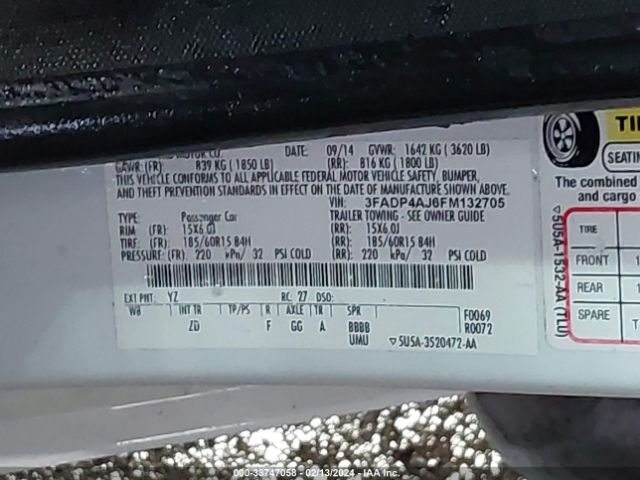 MOTOR CO. DATE: 09/14 GVWR: 1642 KG ( 3620 LB)
GAWR: (FR) 839 KG ( 1850 LB) (RR): 816 KG ( 1800 LB)
THIS VEHICLE CONFORMS TO ALL APPLICABLE FEDERAL MOTOR VEHICLE SAFETY, BUMPER,
AND THEFT PREVENTION STANDARDS IN EFFECT ON THE DATE OF MANUFACTURE SHOWN ABOVE.
VIN: 3FADP4AJ6FM132705
TYPE: Passenger Car TRAILER TOWING - SEE OWNER GUIDE
RIM (FR): 15X6.0J (RR): 15X6.0J
TIRE (FR): 185/60R15 84H (RR): 185/60R15 84H
PRESSURE: (FR) 220 kPa/ 32 PSI COLD (RR): 220 kPa/ 32 PSI COLD
EXT PNT: YZ RC: 27 DSO:
WB INT TR TP/PS R AXLE TR SPR F0069
ZD F GG A BBBB R0072
UMU ▽5U5A-3520472-AA
SEATING
The combined
and cargo
▽5U5A-1532-AA (TLU)
TIRE
FRONT 1
REAR 1
SPARE T
000-38747058 - 02/13/2024 - IAA Inc.